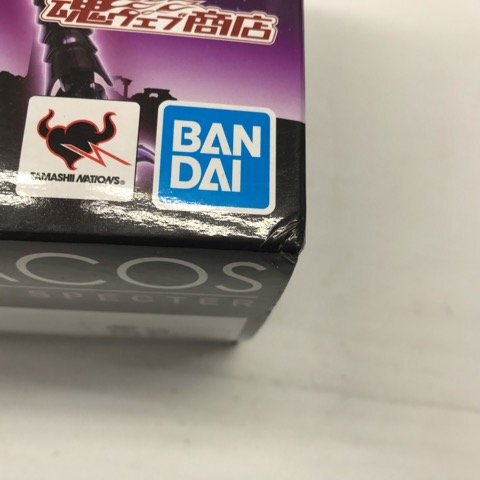 魂ウェブ商店
TAMASHII NATIONS®
BAN
DAI
ACOS
SPECTER